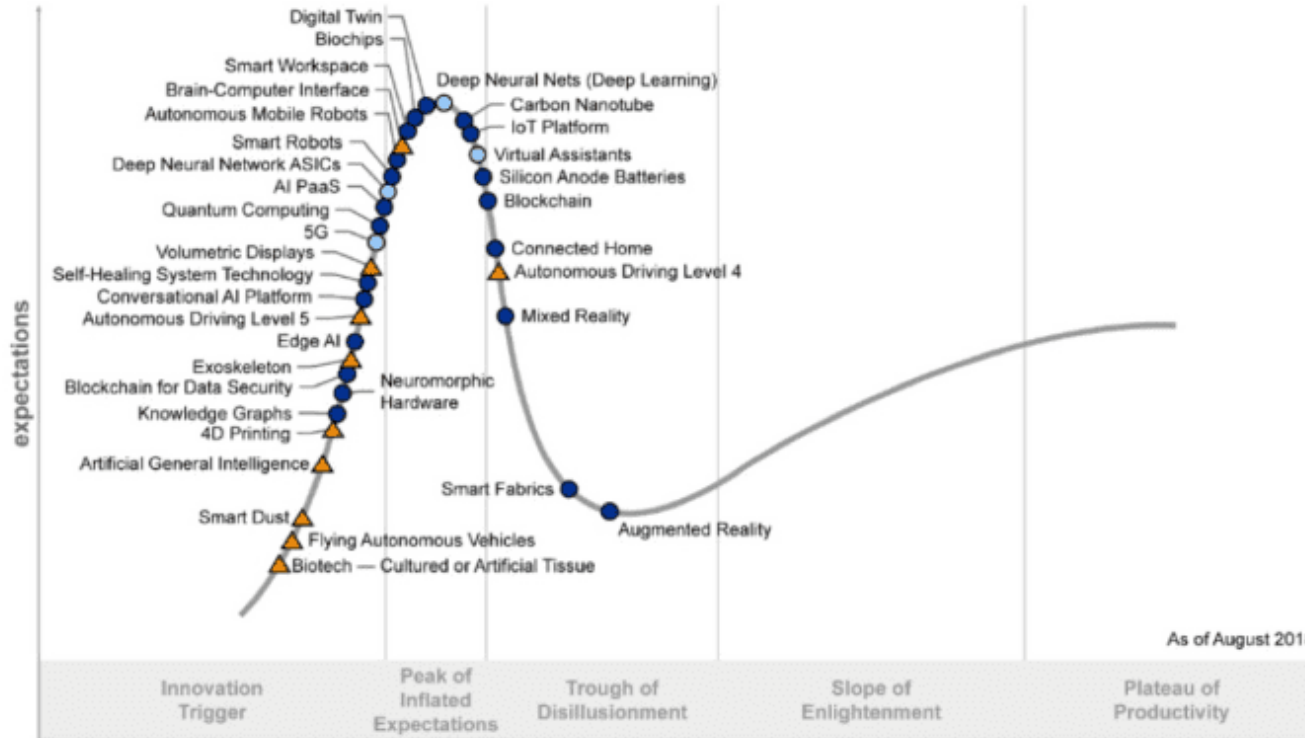 Digital Twin
Biochips
Smart Workspace
Brain-Computer Interface
Autonomous Mobile Robots
Smart Robots
Deep Neural Network ASICs
AI PaaS
Quantum Computing
5G
Volumetric Displays
Self-Healing System Technology
Conversational AI Platform
Autonomous Driving Level 5
Edge AI
Exoskeleton
Blockchain for Data Security
Neuromorphic
Hardware
Knowledge Graphs
4D Printing
Artificial General Intelligence
Smart Dust
Flying Autonomous Vehicles
Biotech — Cultured or Artificial Tissue
Deep Neural Nets (Deep Learning)
Carbon Nanotube
IoT Platform
Virtual Assistants
Silicon Anode Batteries
Blockchain
Connected Home
Autonomous Driving Level 4
Mixed Reality
Smart Fabrics
Augmented Reality
expectations
As of August
Innovation
Trigger
Peak of
Inflated
Expectations
Trough of
Disillusionment
Slope of
Enlightenment
Plateau of
Productivity